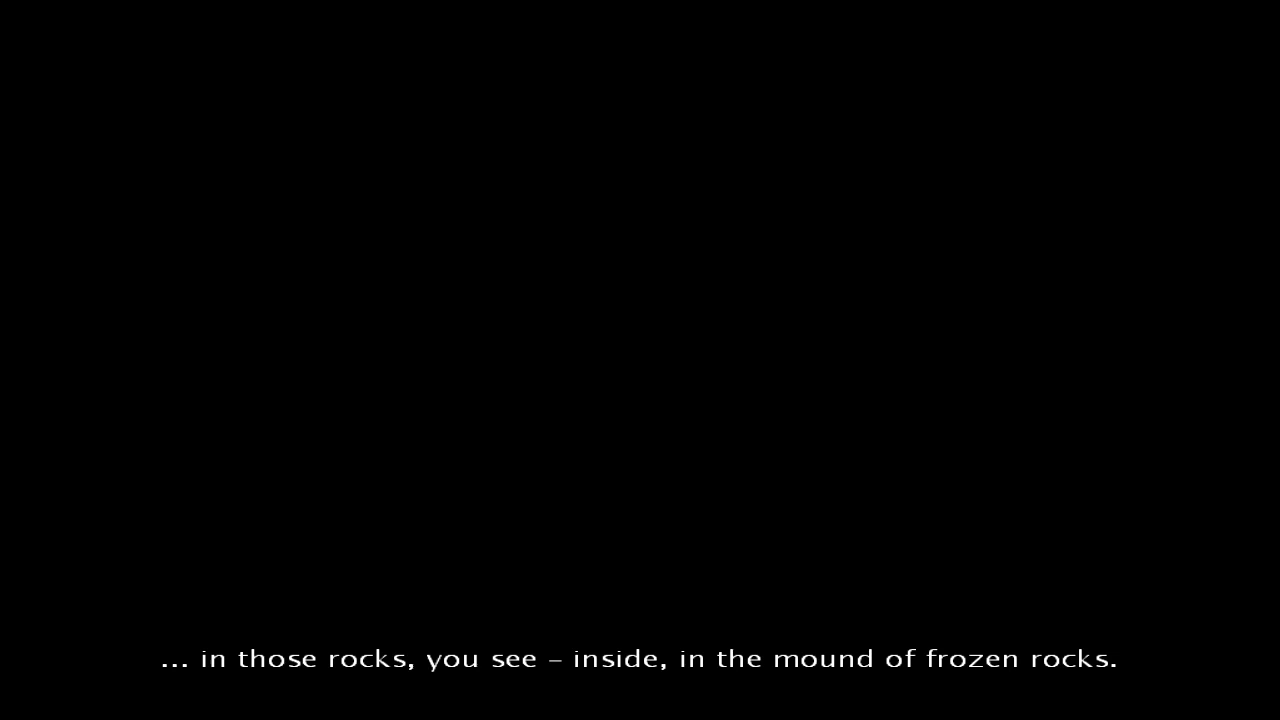 ... in those rocks, you see – inside, in the mound of frozen rocks.